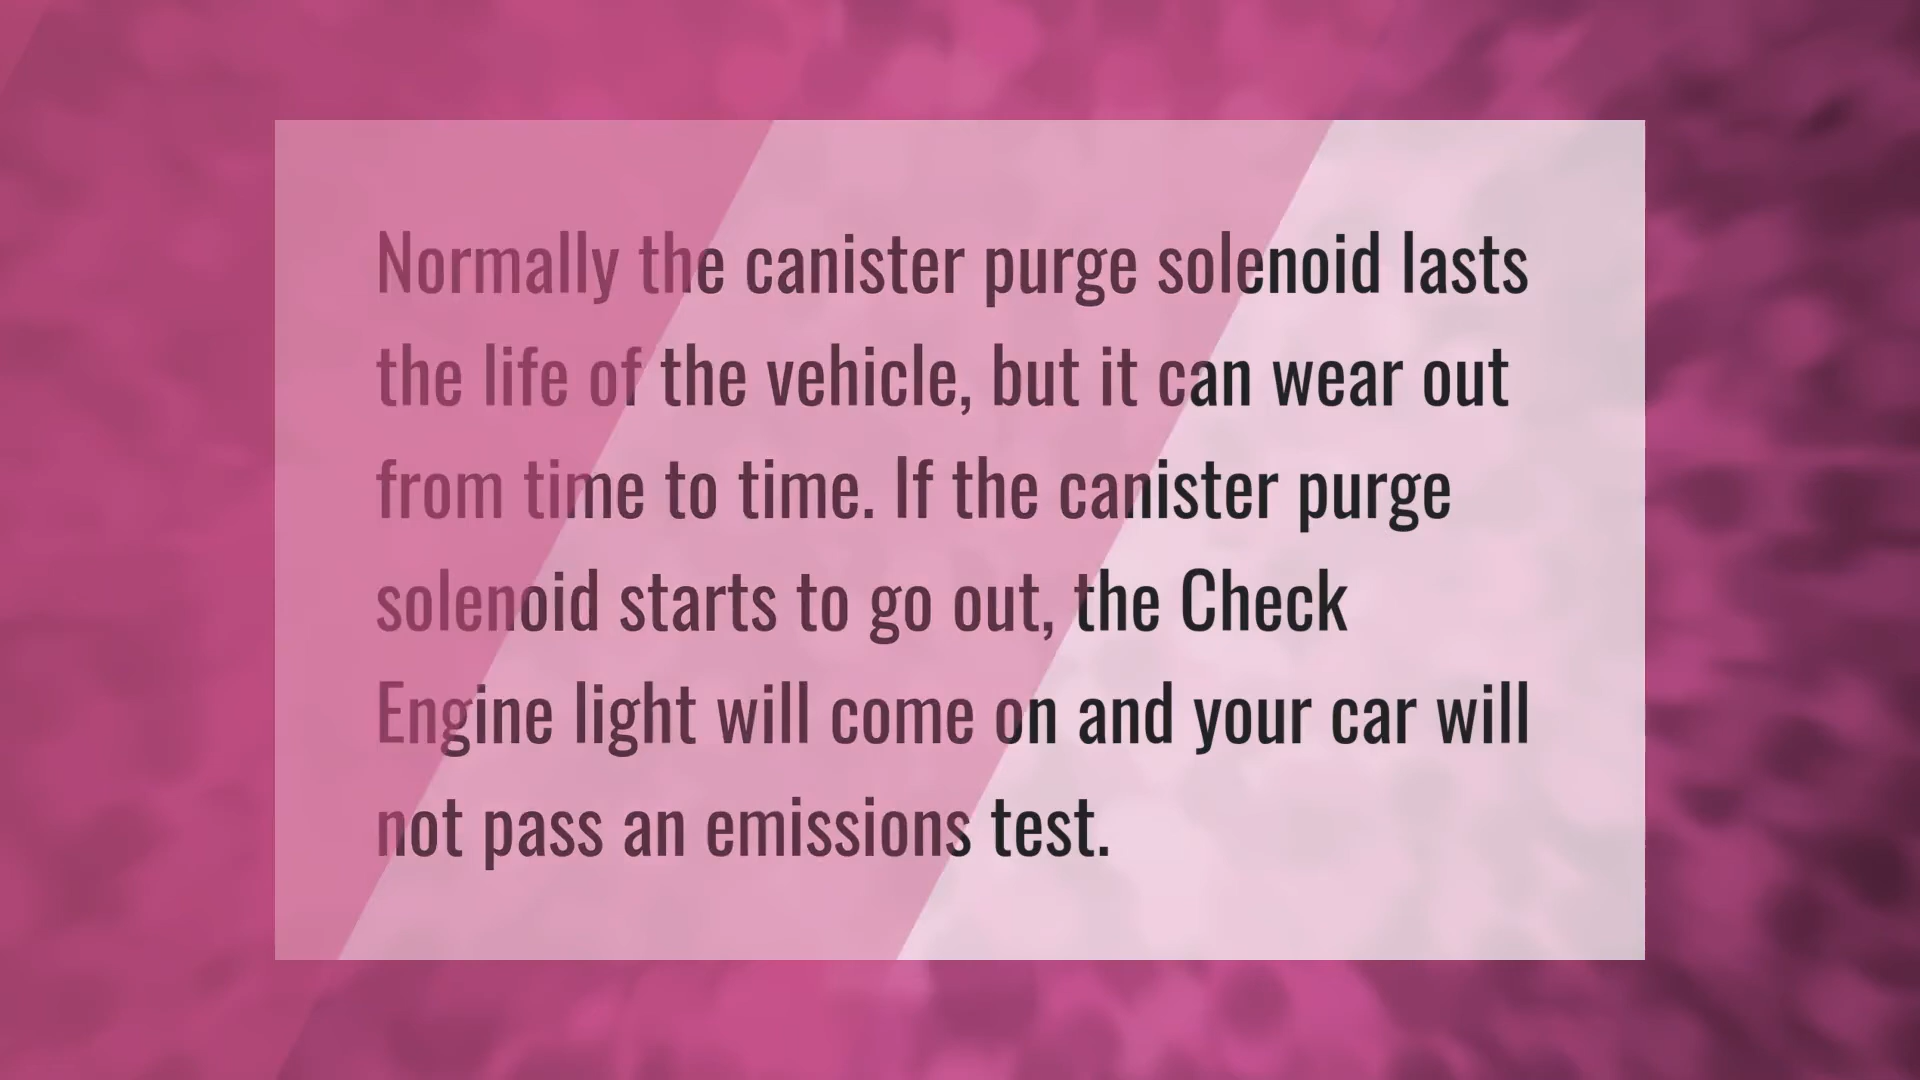 Normally the canister purge solenoid lasts
the life of the vehicle, but it can wear out
from time to time. If the canister purge
solenoid starts to go out, the Check
Engine light will come on and your car will
not pass an emissions test.